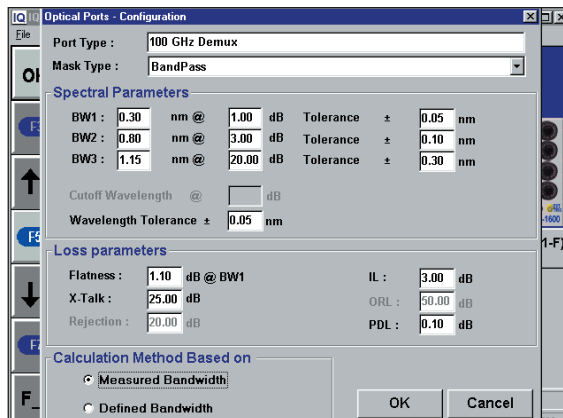 IQ IQ Optical Ports - Configuration
File
Port Type : 100 GHz Demux
Mask Type : BandPass
Spectral Parameters
BW1 : 0.30 nm @ 1.00 dB Tolerance ± 0.05 nm
BW2 : 0.80 nm @ 3.00 dB Tolerance ± 0.10 nm
BW3 : 1.15 nm @ 20.00 dB Tolerance ± 0.30 nm
Cutoff Wavelength @ dB
Wavelength Tolerance ± 0.05 nm
Loss parameters
Flatness : 1.10 dB @ BW1 IL : 3.00 dB
X-Talk : 25.00 dB ORL : 50.00 dB
Rejection : 20.00 dB PDL : 0.10 dB
Calculation Method Based on
Measured Bandwidth
Defined Bandwidth
OK Cancel
F5
-1600
1-F)